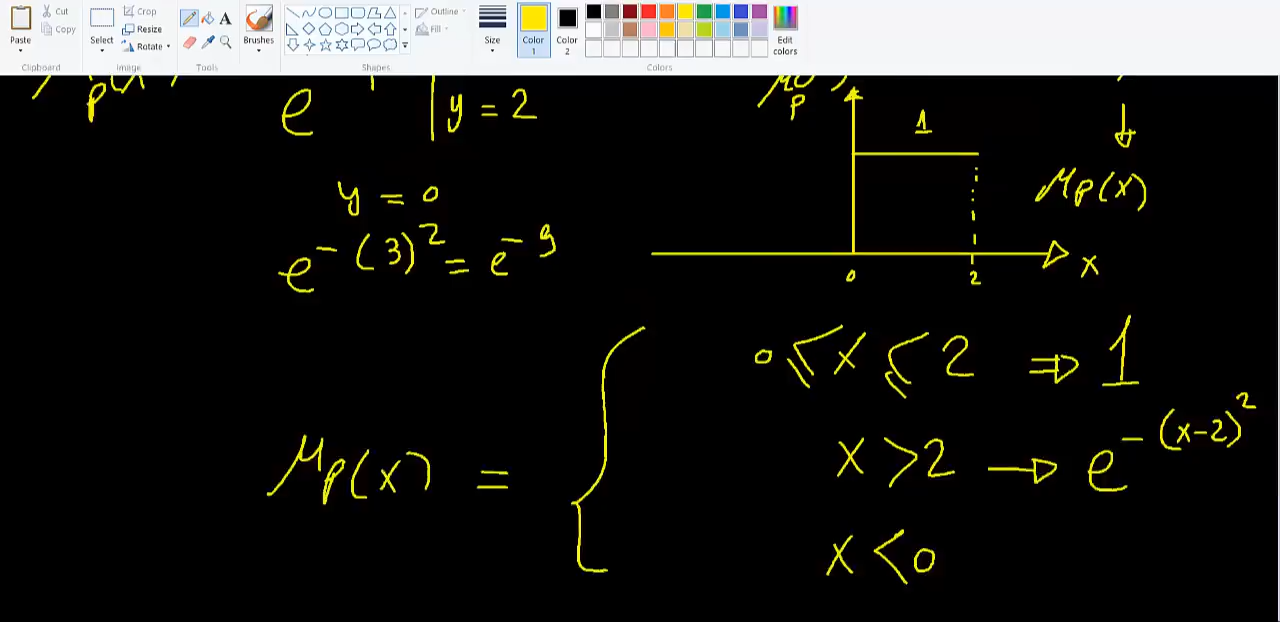 Paste
Cut
Copy
Clipboard
Select
Crop
Resize
Rotate
Image
A
Tools
Brushes
Outline
Fill
Shapes
Size
Color 1
Color 2
Edit colors
Colors
e | y = 2
y = 0
e^-(3)^2 = e^-9
p
1
μp(x)
0
2
x
μp(x) =
0 ≤ x ≤ 2 ⇒ 1
x > 2 → e^-(x-2)^2
x < 0